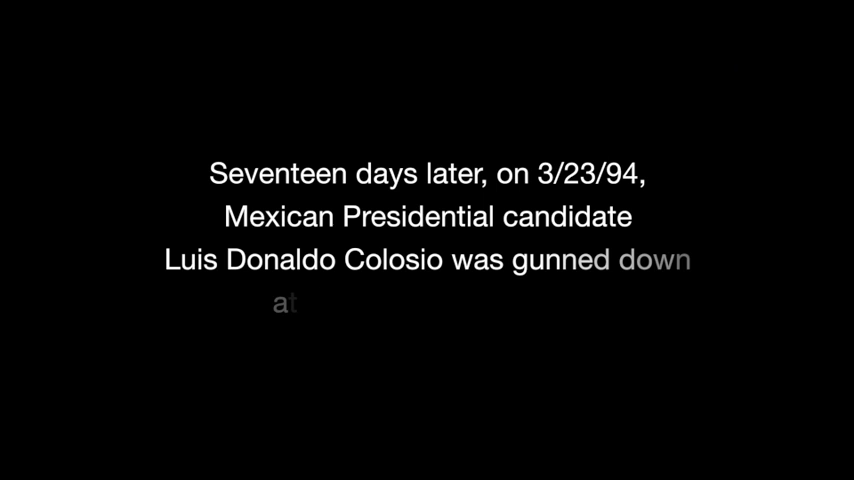 Seventeen days later, on 3/23/94,
Mexican Presidential candidate
Luis Donaldo Colosio was gunned down
at